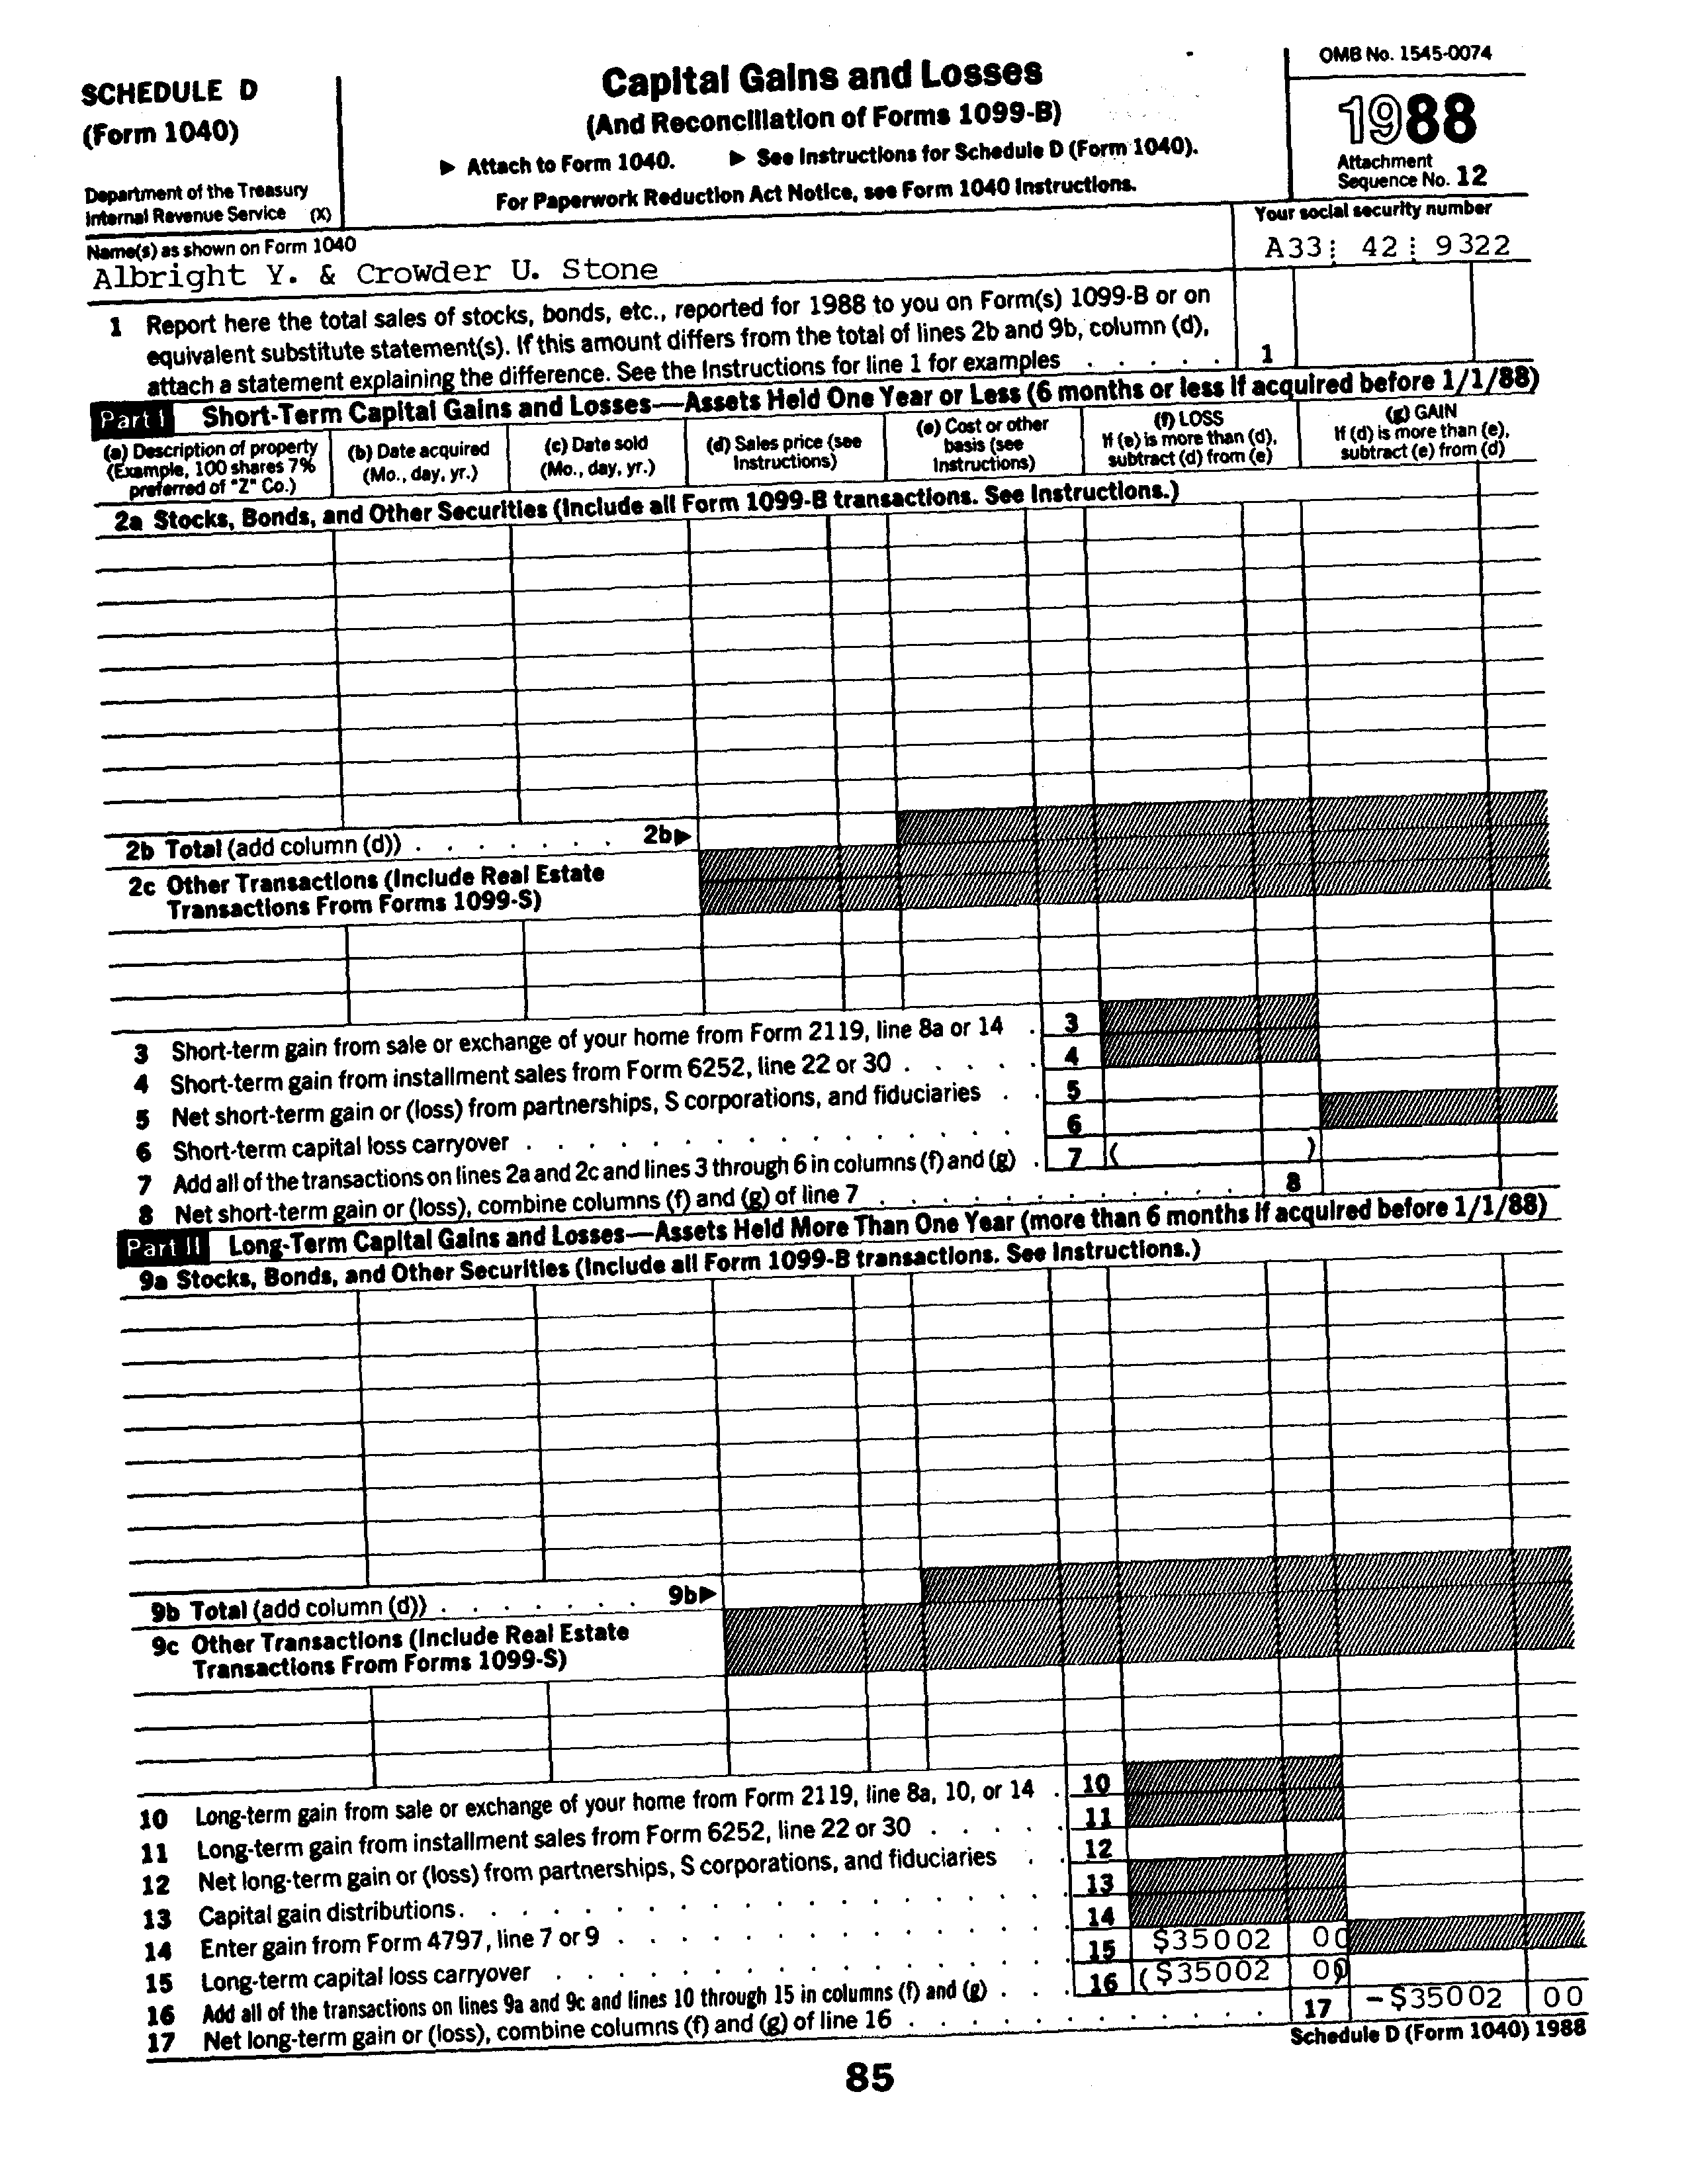 SCHEDULE D
(Form 1040)
Department of the Treasury
Internal Revenue Service (X)
Capital Gains and Losses
(And Reconciliation of Forms 1099-B)
▶ Attach to Form 1040. ▶ See Instructions for Schedule D (Form 1040).
For Paperwork Reduction Act Notice, see Form 1040 Instructions.
OMB No. 1545-0074
1988
Attachment
Sequence No. 12
Name(s) as shown on Form 1040
Albright Y. & Crowder U. Stone
Your social security number
A33 42 9322
1 Report here the total sales of stocks, bonds, etc., reported for 1988 to you on Form(s) 1099-B or on
equivalent substitute statement(s). If this amount differs from the total of lines 2b and 9b, column (d),
attach a statement explaining the difference. See the Instructions for line 1 for examples . . . . . 1
Part I Short-Term Capital Gains and Losses—Assets Held One Year or Less (6 months or less if acquired before 1/1/88)
(a) Description of property
(Example, 100 shares 7%
preferred of "Z" Co.)
(b) Date acquired
(Mo., day, yr.)
(c) Date sold
(Mo., day, yr.)
(d) Sales price (see
Instructions)
(e) Cost or other
basis (see
Instructions)
(f) LOSS
If (e) is more than (d),
subtract (d) from (e)
(g) GAIN
If (d) is more than (e),
subtract (e) from (d)
2a Stocks, Bonds, and Other Securities (Include all Form 1099-B transactions. See Instructions.)
2b Total (add column (d)) . . . . . . . 2b▶
2c Other Transactions (Include Real Estate
Transactions From Forms 1099-S)
3 Short-term gain from sale or exchange of your home from Form 2119, line 8a or 14 . 3
4 Short-term gain from installment sales from Form 6252, line 22 or 30 . . . . . 4
5 Net short-term gain or (loss) from partnerships, S corporations, and fiduciaries . . 5
6 Short-term capital loss carryover . . . . . . . . . . . . . 6
7 Add all of the transactions on lines 2a and 2c and lines 3 through 6 in columns (f) and (g) . 7 ( )
8 Net short-term gain or (loss), combine columns (f) and (g) of line 7 . . . . . . . . . . . 8
Part II Long-Term Capital Gains and Losses—Assets Held More Than One Year (more than 6 months if acquired before 1/1/88)
9a Stocks, Bonds, and Other Securities (Include all Form 1099-B transactions. See Instructions.)
9b Total (add column (d)) . . . . . . . 9b▶
9c Other Transactions (Include Real Estate
Transactions From Forms 1099-S)
10 Long-term gain from sale or exchange of your home from Form 2119, line 8a, 10, or 14 . 10
11 Long-term gain from installment sales from Form 6252, line 22 or 30 . . . . . 11
12 Net long-term gain or (loss) from partnerships, S corporations, and fiduciaries . . 12
13 Capital gain distributions . . . . . . . . . . . . . . 13
14 Enter gain from Form 4797, line 7 or 9 . . . . . . . . . . . 14
15 Long-term capital loss carryover . . . . . . . . . . . . . 15 $35002 00
16 Add all of the transactions on lines 9a and 9c and lines 10 through 15 in columns (f) and (g) . . . 16 ($35002 00)
17 Net long-term gain or (loss), combine columns (f) and (g) of line 16 . . . . . . . . . . . 17 -$35002 00
Schedule D (Form 1040) 1988
85